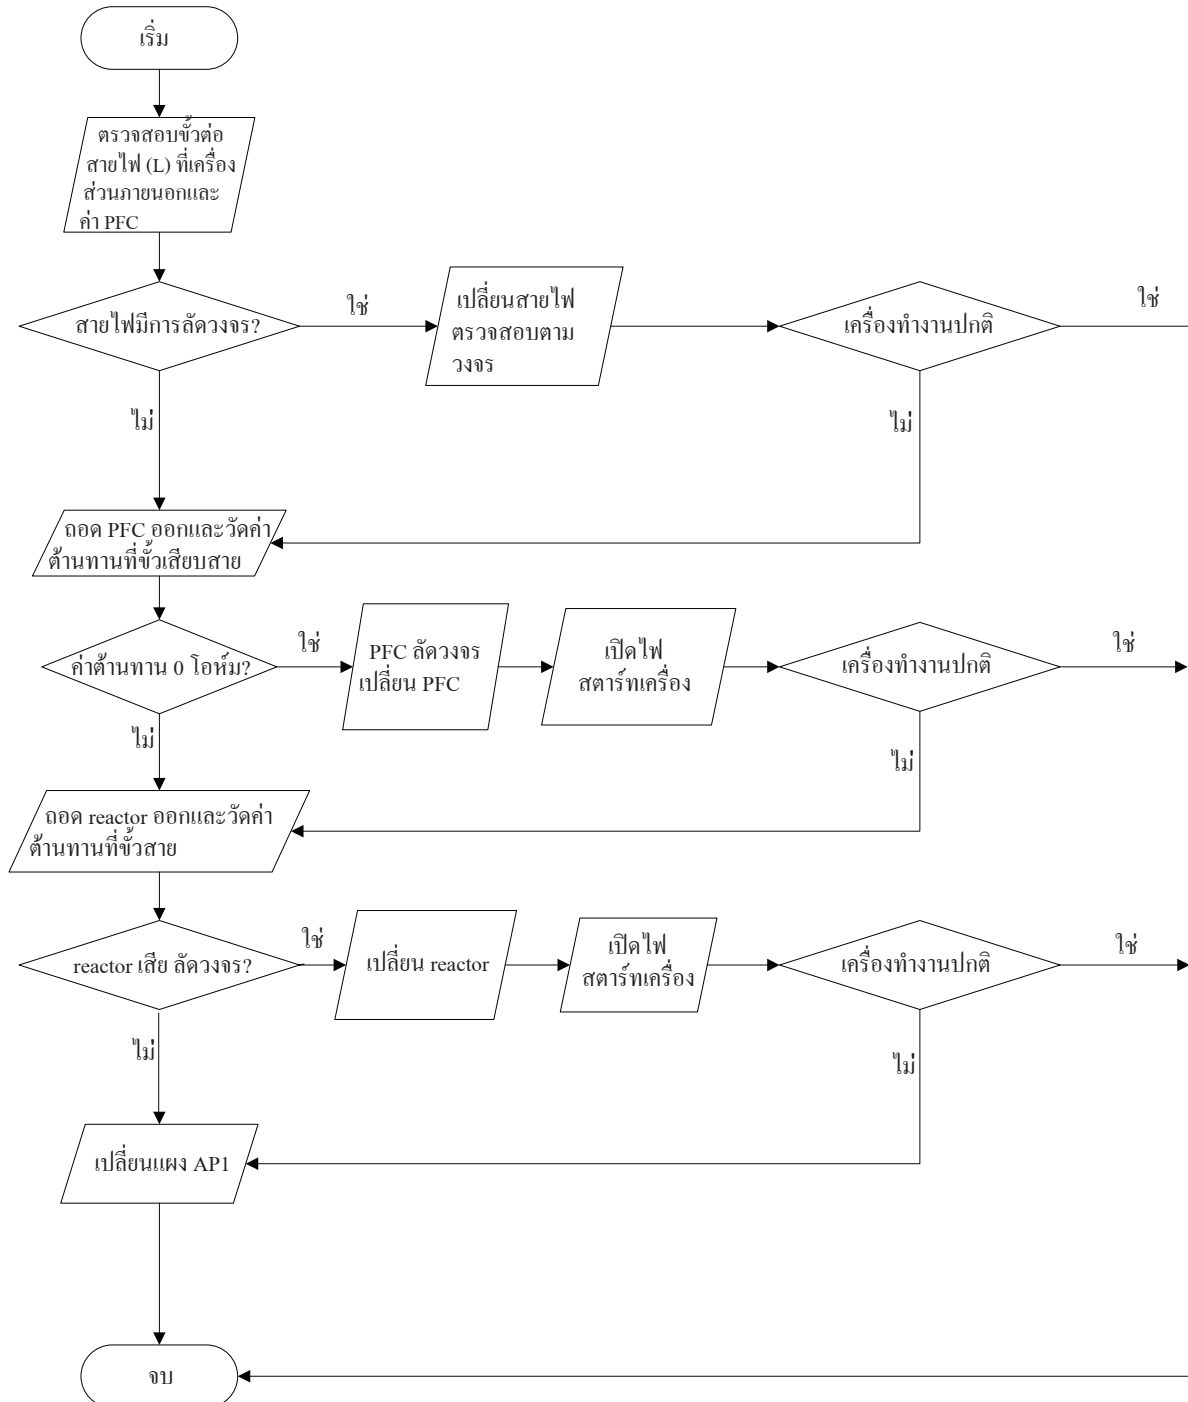 เริ่ม
ตรวจสอบขั้วต่อ
สายไฟ (L) ที่เครื่อง
ส่วนภายนอกและ
ค่า PFC
สายไฟมีการลัดวงจร?
ใช่
เปลี่ยนสายไฟ
ตรวจสอบตาม
วงจร
เครื่องทำงานปกติ
ใช่
ไม่
ไม่
ถอด PFC ออกและวัดค่า
ต้านทานที่ขั้วเสียบสาย
ค่าต้านทาน 0 โอห์ม?
ใช่
PFC ลัดวงจร
เปลี่ยน PFC
เปิดไฟ
สตาร์ทเครื่อง
เครื่องทำงานปกติ
ใช่
ไม่
ไม่
ถอด reactor ออกและวัดค่า
ต้านทานที่ขั้วสาย
reactor เสีย ลัดวงจร?
ใช่
เปลี่ยน reactor
เปิดไฟ
สตาร์ทเครื่อง
เครื่องทำงานปกติ
ใช่
ไม่
ไม่
เปลี่ยนแผง AP1
จบ